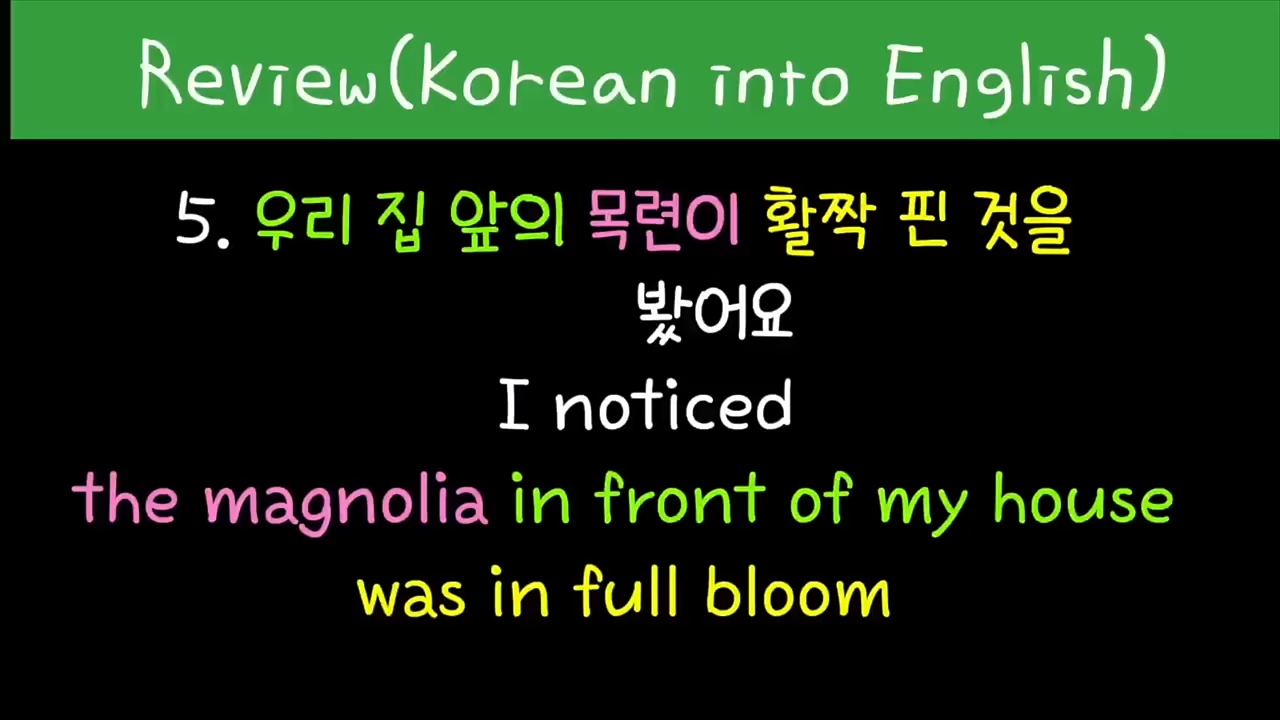 Review(Korean into English)
5. 우리 집 앞의 목련이 활짝 핀 것을
봤어요
I noticed
the magnolia in front of my house
was in full bloom